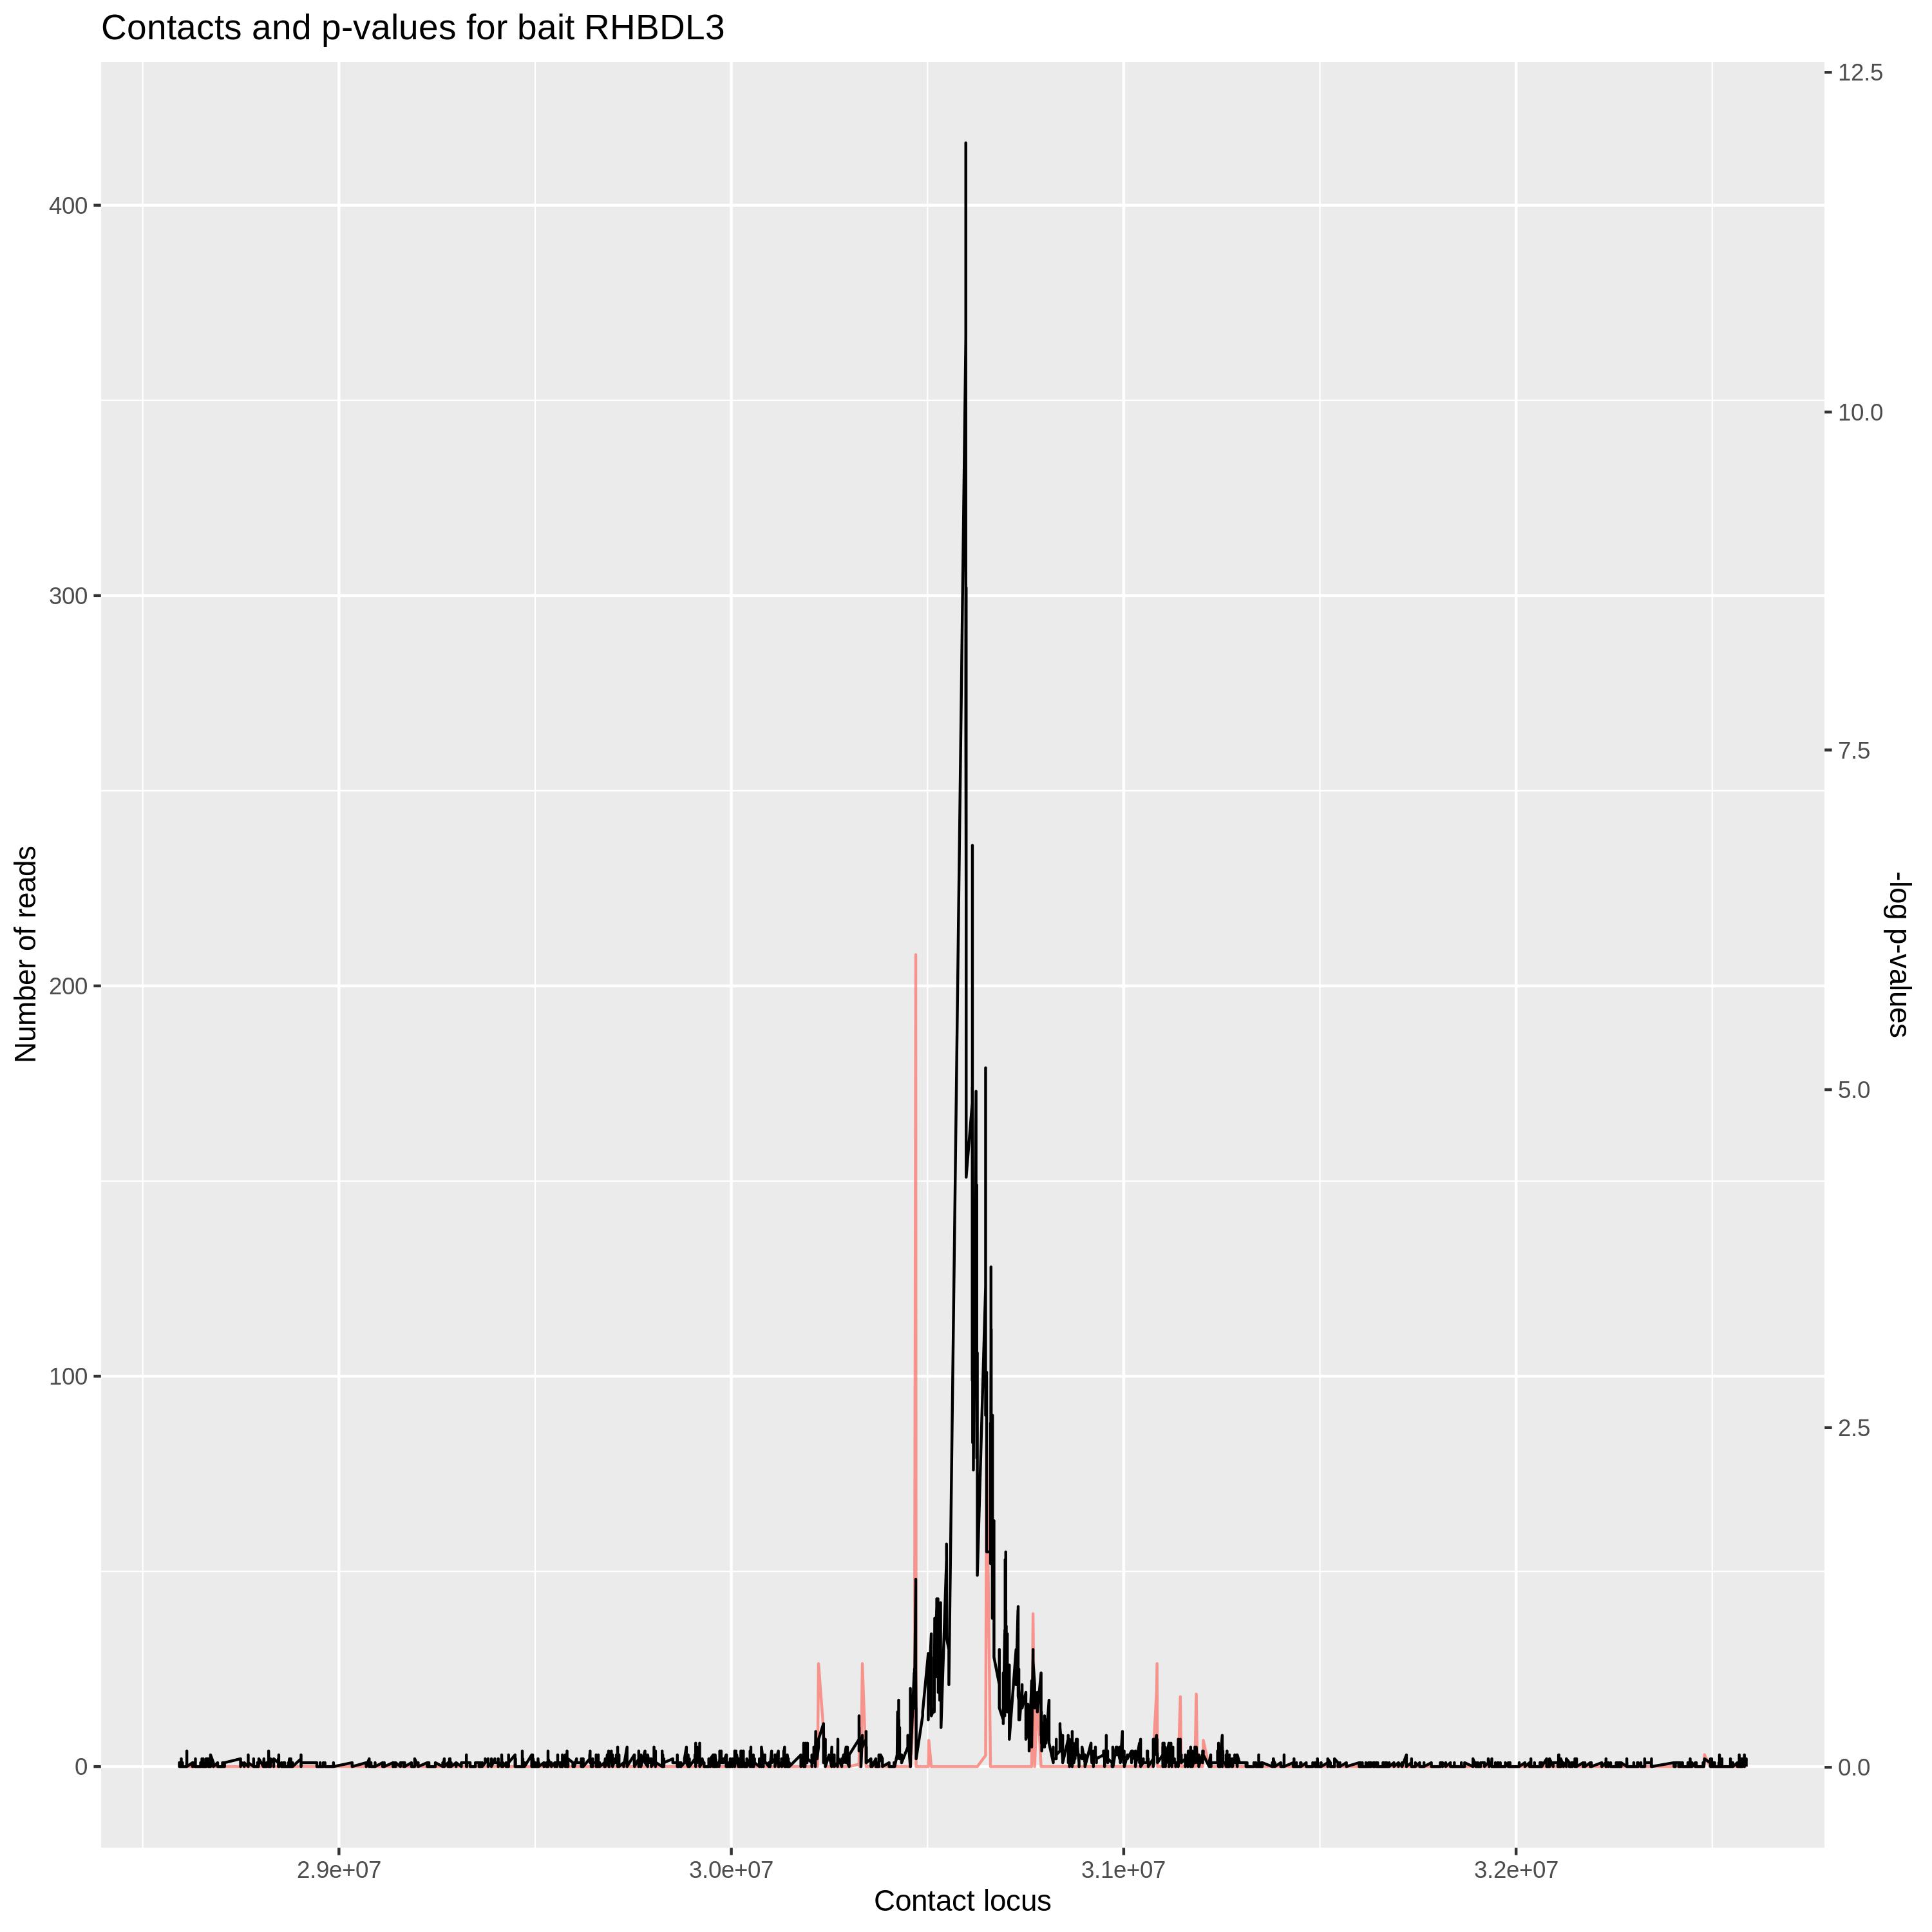 Contacts and p-values for bait RHBDL3
12.5
400
10.0
300
7.5
Number of reads
-log p-values
200
5.0
100
2.5
0
0.0
2.9e+07
3.0e+07
3.1e+07
3.2e+07
Contact locus